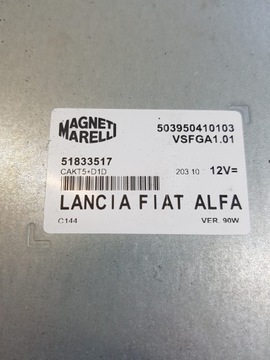 MAGNETI MARELLI
503950410103
VSFGA1.01
51833517
CAKT5+D1D
203 10
12V=
LANCIA FIAT ALFA
C144
VER. 90W